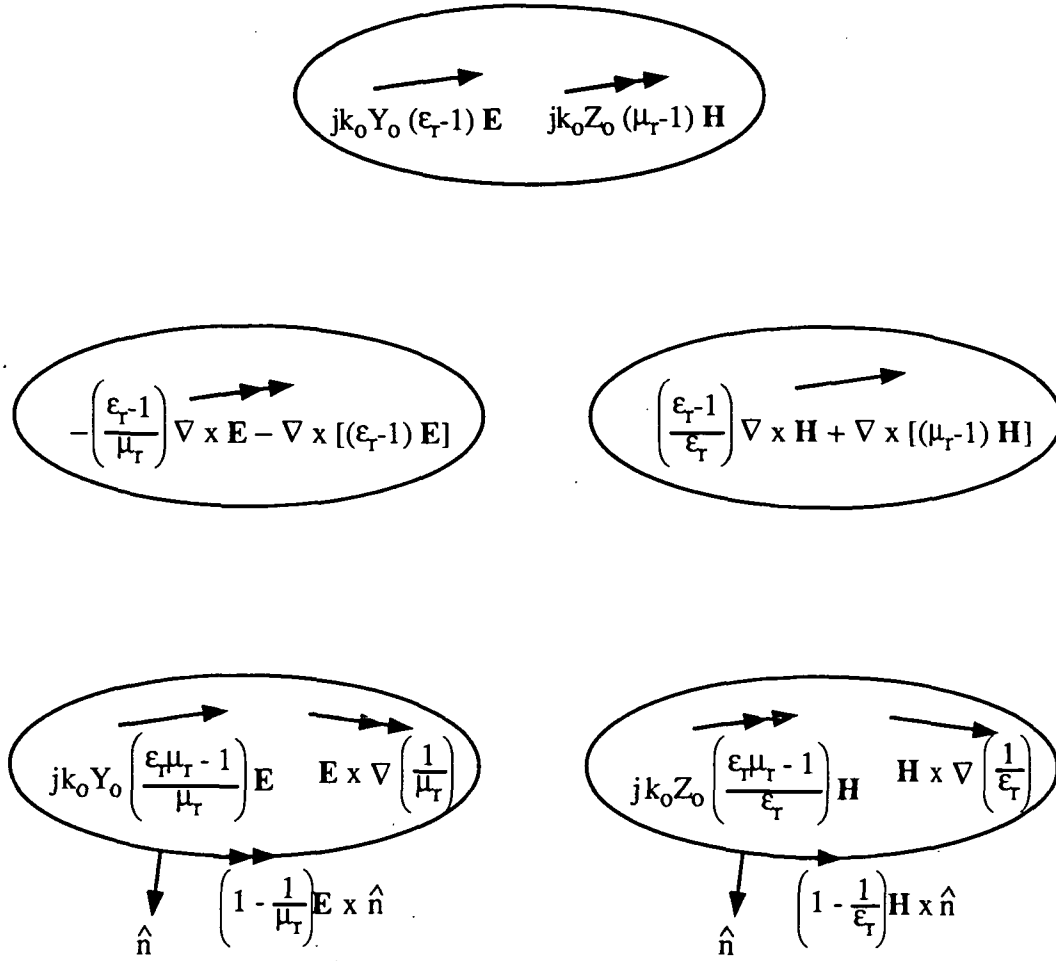 jk₀Y₀ (εᵣ-1) E jk₀Z₀ (μᵣ-1) H
-((εᵣ-1)/μᵣ) ∇ x E – ∇ x [(εᵣ-1) E]
((εᵣ-1)/εᵣ) ∇ x H + ∇ x [(μᵣ-1) H]
jk₀Y₀ ((εᵣμᵣ - 1)/μᵣ) E E x ∇ (1/μᵣ)
(1 - 1/μᵣ) E x n̂
n̂
jk₀Z₀ ((εᵣμᵣ - 1)/εᵣ) H H x ∇ (1/εᵣ)
(1 - 1/εᵣ) H x n̂
n̂